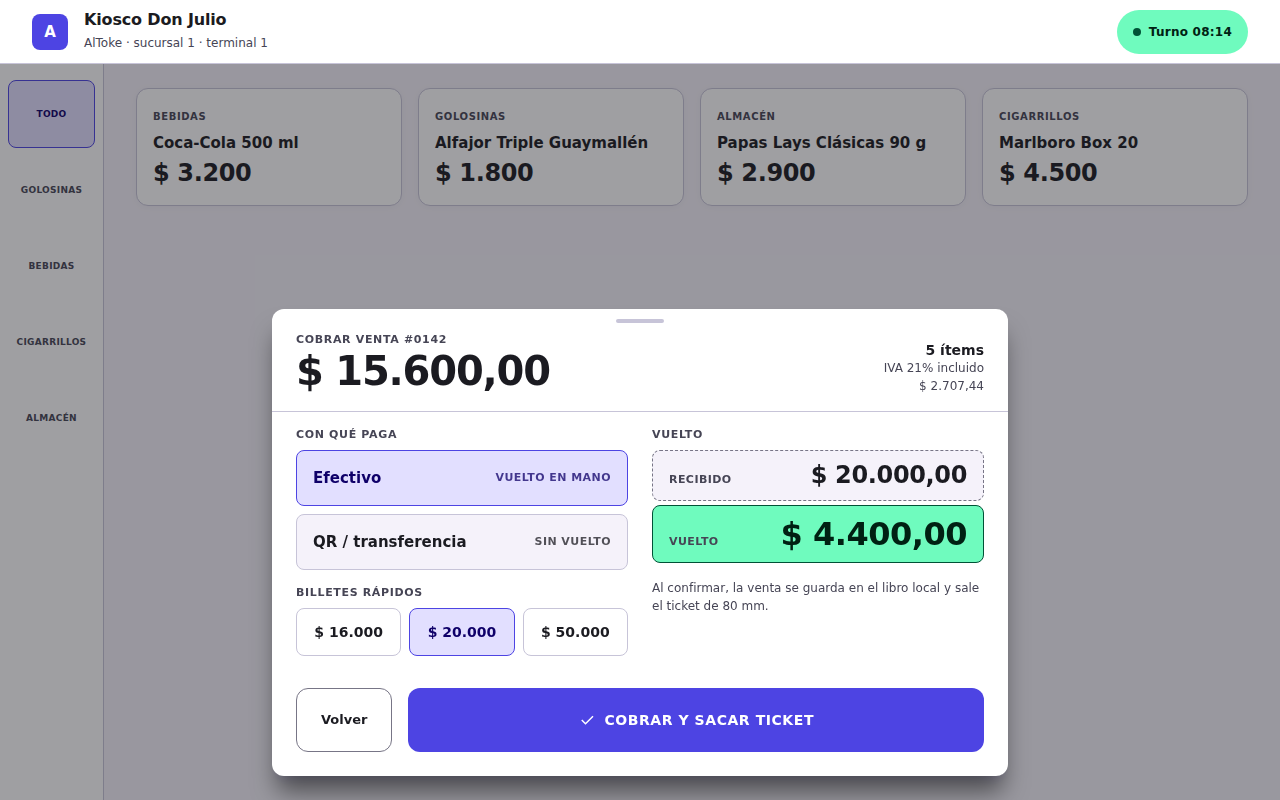 A
Kiosco Don Julio
AlToke · sucursal 1 · terminal 1
Turno 08:14
TODO
GOLOSINAS
BEBIDAS
CIGARRILLOS
ALMACÉN
BEBIDAS
Coca-Cola 500 ml
$ 3.200
GOLOSINAS
Alfajor Triple Guaymallén
$ 1.800
ALMACÉN
Papas Lays Clásicas 90 g
$ 2.900
CIGARRILLOS
Marlboro Box 20
$ 4.500
COBRAR VENTA #0142
$ 15.600,00
5 ítems
IVA 21% incluido
$ 2.707,44
CON QUÉ PAGA
Efectivo VUELTO EN MANO
QR / transferencia SIN VUELTO
BILLETES RÁPIDOS
$ 16.000 $ 20.000 $ 50.000
VUELTO
RECIBIDO $ 20.000,00
VUELTO $ 4.400,00
Al confirmar, la venta se guarda en el libro local y sale
el ticket de 80 mm.
Volver
COBRAR Y SACAR TICKET